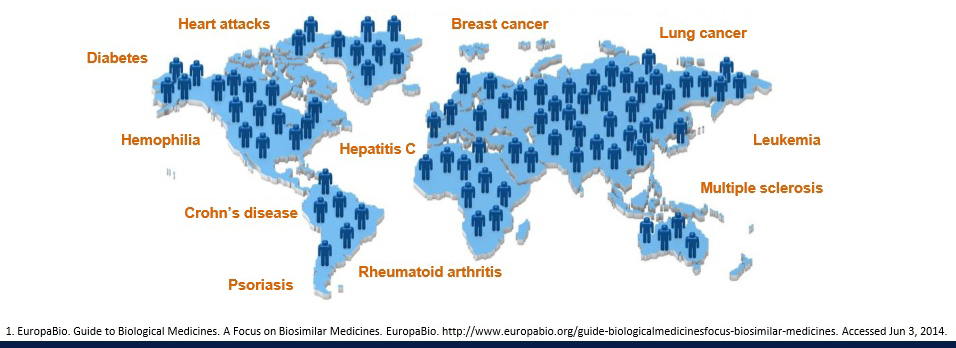 Heart attacks
Breast cancer
Lung cancer
Diabetes
Hemophilia
Hepatitis C
Leukemia
Multiple sclerosis
Crohn's disease
Rheumatoid arthritis
Psoriasis
1. EuropaBio. Guide to Biological Medicines. A Focus on Biosimilar Medicines. EuropaBio. http://www.europabio.org/guide-biologicalmedicinesfocus-biosimilar-medicines. Accessed Jun 3, 2014.